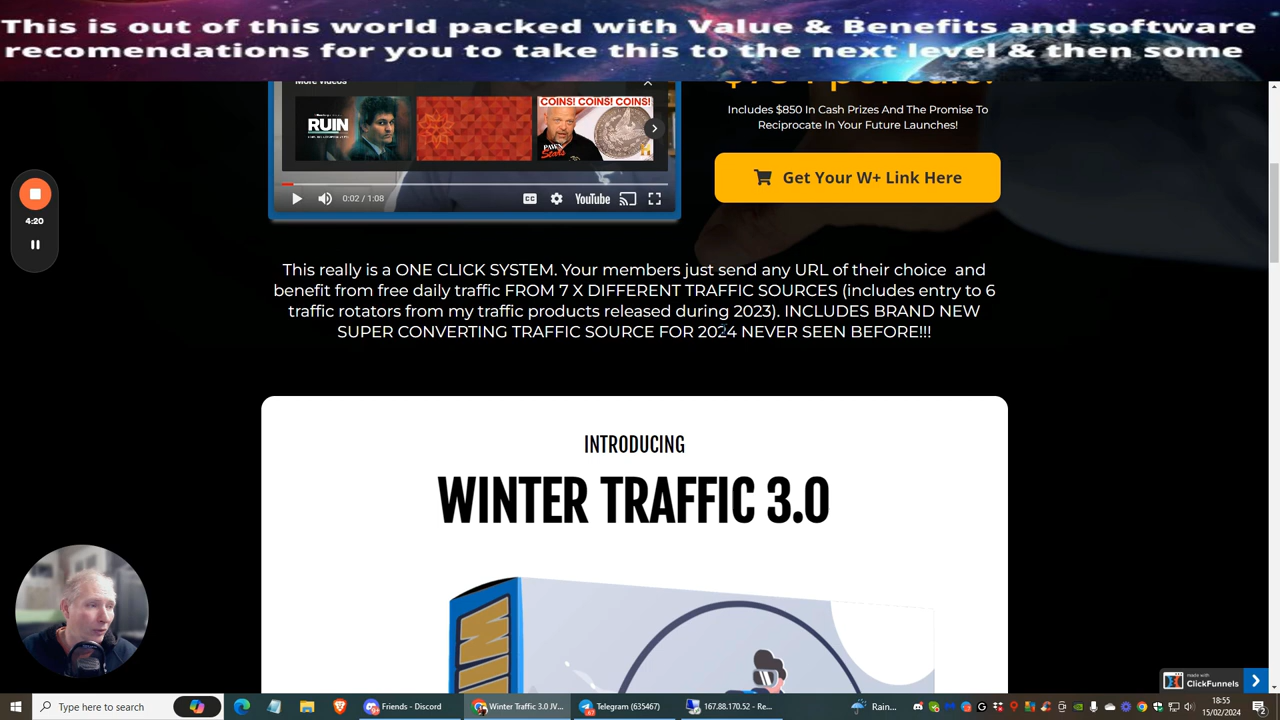 This is out of this world packed with Value & Benefits and software
recomendations for you to take this to the next level & then some
COINS! COINS! COINS!
RUIN
PAWN
Stars
Includes $850 In Cash Prizes And The Promise To
Reciprocate In Your Future Launches!
Get Your W+ Link Here
0:02 / 1:08
CC
YouTube
4:20
This really is a ONE CLICK SYSTEM. Your members just send any URL of their choice and
benefit from free daily traffic FROM 7 X DIFFERENT TRAFFIC SOURCES (includes entry to 6
traffic rotators from my traffic products released during 2023). INCLUDES BRAND NEW
SUPER CONVERTING TRAFFIC SOURCE FOR 2024 NEVER SEEN BEFORE!!!
INTRODUCING
WINTER TRAFFIC 3.0
WIN
made with
ClickFunnels
Type here to search
Friends - Discord
Winter Traffic 3.0 JV...
Telegram (635467)
167.88.170.52 - Re...
Rain...
18:55
15/02/2024